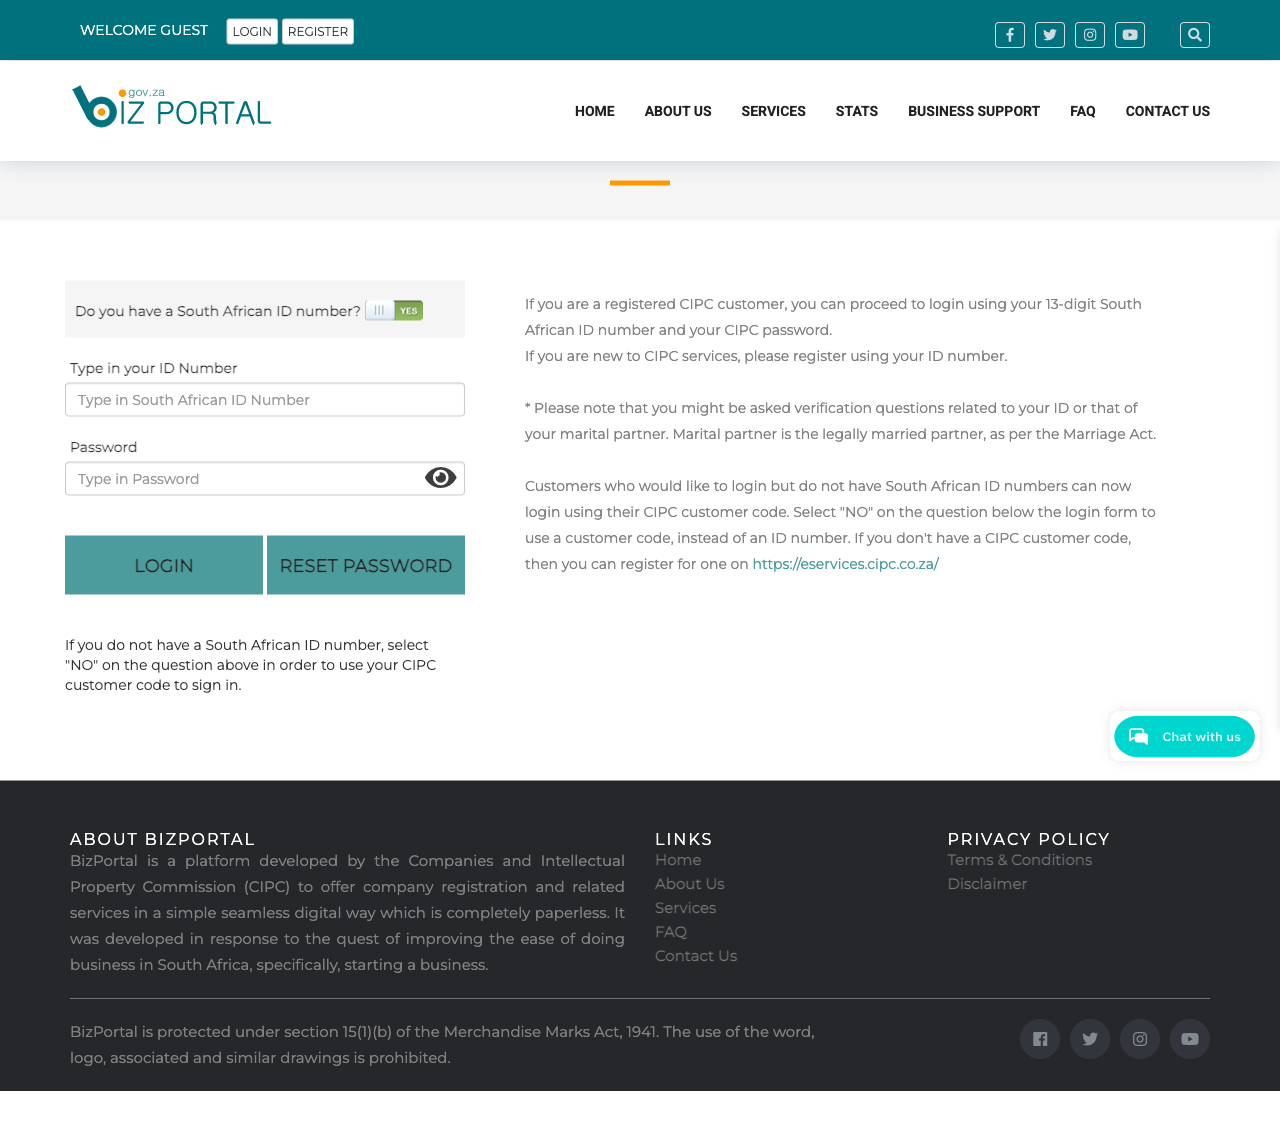 WELCOME GUEST
LOGIN
REGISTER
gov.za
biz PORTAL
HOME
ABOUT US
SERVICES
STATS
BUSINESS SUPPORT
FAQ
CONTACT US
Do you have a South African ID number?
YES
Type in your ID Number
Type in South African ID Number
Password
Type in Password
LOGIN
RESET PASSWORD
If you do not have a South African ID number, select
"NO" on the question above in order to use your CIPC
customer code to sign in.
If you are a registered CIPC customer, you can proceed to login using your 13-digit South
African ID number and your CIPC password.
If you are new to CIPC services, please register using your ID number.
* Please note that you might be asked verification questions related to your ID or that of
your marital partner. Marital partner is the legally married partner, as per the Marriage Act.
Customers who would like to login but do not have South African ID numbers can now
login using their CIPC customer code. Select "NO" on the question below the login form to
use a customer code, instead of an ID number. If you don't have a CIPC customer code,
then you can register for one on https://eservices.cipc.co.za/
Chat with us
ABOUT BIZPORTAL
BizPortal is a platform developed by the Companies and Intellectual
Property Commission (CIPC) to offer company registration and related
services in a simple seamless digital way which is completely paperless. It
was developed in response to the quest of improving the ease of doing
business in South Africa, specifically, starting a business.
LINKS
Home
About Us
Services
FAQ
Contact Us
PRIVACY POLICY
Terms & Conditions
Disclaimer
BizPortal is protected under section 15(1)(b) of the Merchandise Marks Act, 1941. The use of the word,
logo, associated and similar drawings is prohibited.